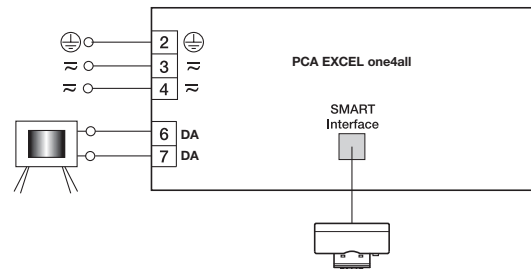 2
PCA EXCEL one4all
3
4
SMART
Interface
6 DA
7 DA